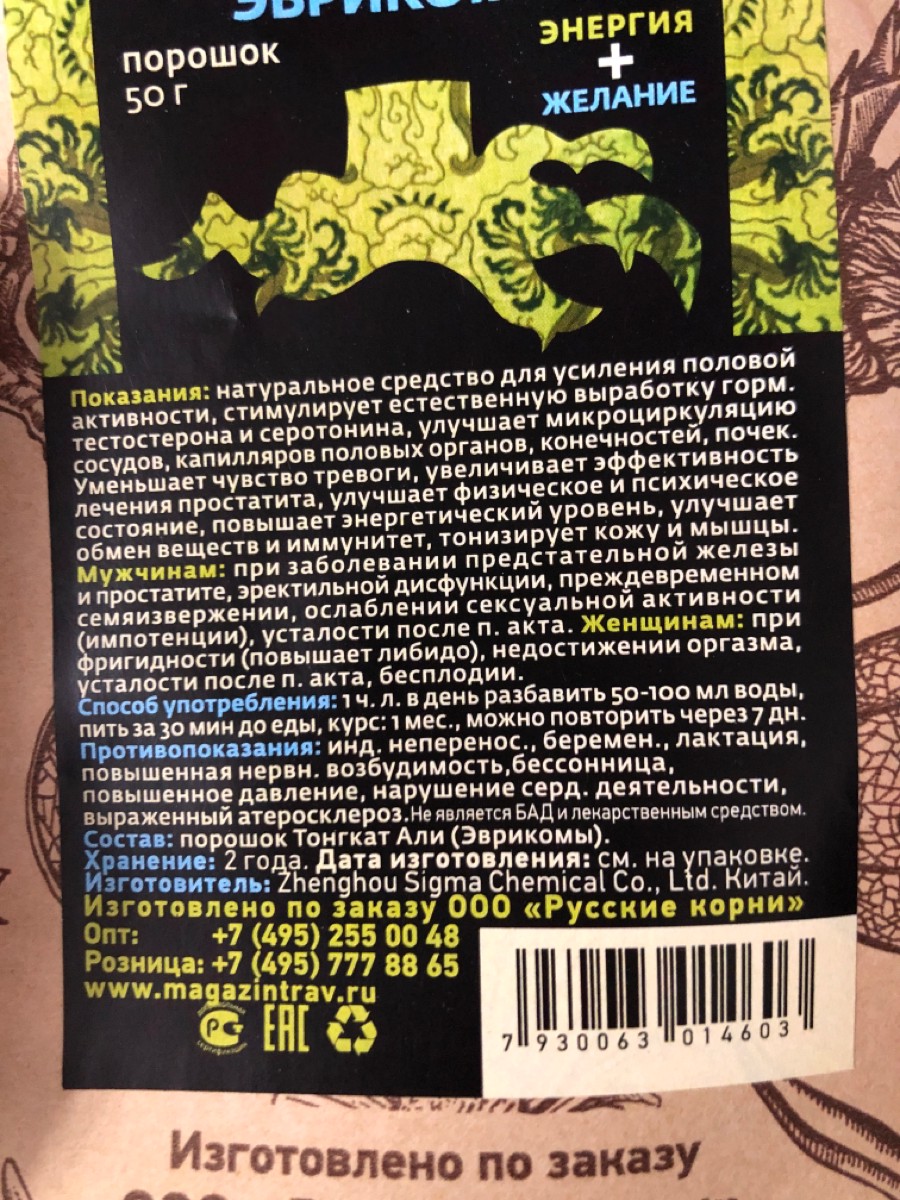 порошок
50 г
ЭНЕРГИЯ
+
ЖЕЛАНИЕ
Показания: натуральное средство для усиления половой
активности, стимулирует естественную выработку горм.
тестостерона и серотонина, улучшает микроциркуляцию
сосудов, капилляров половых органов, конечностей, почек.
Уменьшает чувство тревоги, увеличивает эффективность
лечения простатита, улучшает физическое и психическое
состояние, повышает энергетический уровень, улучшает
обмен веществ и иммунитет, тонизирует кожу и мышцы.
Мужчинам: при заболевании предстательной железы
и простатите, эректильной дисфункции, преждевременном
семяизвержении, ослаблении сексуальной активности
(импотенции), усталости после п. акта. Женщинам: при
фригидности (повышает либидо), недостижении оргазма,
усталости после п. акта, бесплодии.
Способ употребления: 1 ч. л. в день разбавить 50-100 мл воды,
пить за 30 мин до еды, курс: 1 мес., можно повторить через 7 дн.
Противопоказания: инд. неперенос., беремен., лактация,
повышенная нервн. возбудимость,бессонница,
повышенное давление, нарушение серд. деятельности,
выраженный атеросклероз.Не является БАД и лекарственным средством.
Состав: порошок Тонгкат Али (Эврикомы).
Хранение: 2 года. Дата изготовления: см. на упаковке.
Изготовитель: Zhenghou Sigma Chemical Co., Ltd. Китай.
Изготовлено по заказу ООО «Русские корни»
Опт: +7 (495) 255 00 48
Розница: +7 (495) 777 88 65
www.magazintrav.ru
добровольная
сертификация
ЕАС
7 930063 014603
Изготовлено по заказу